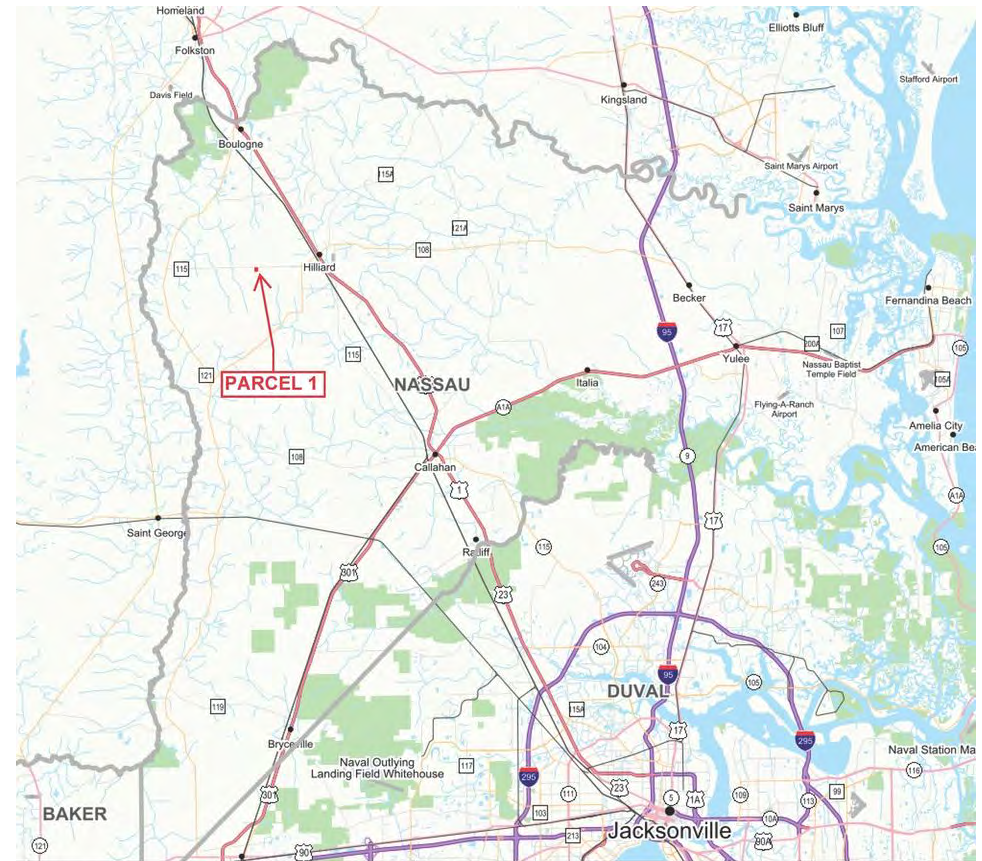 Homeland
Folkston
Elliotts Bluff
Stafford Airport
Davis Field
Kingsland
Boulogne
Saint Marys Airport
115A
Saint Marys
121A
108
115
Hilliard
Becker
Fernandina Beach
17
95
107
200A
Yulee
105
Nassau Baptist
Temple Field
115
121
PARCEL 1
NASSAU
Italia
105A
A1A
Flying-A-Ranch
Airport
Amelia City
American Bea
108
Callahan
9
1
A1A
17
Saint George
Ratliff
115
105
301
243
23
104
95
105
DUVAL
119
115A
17
Bryceville
295
Naval Outlying
Landing Field Whitehouse
117
295
Naval Station Ma
116
301
23
1A
5
111
109
99
113
BAKER
103
10A
Jacksonville
213
90A
121
90